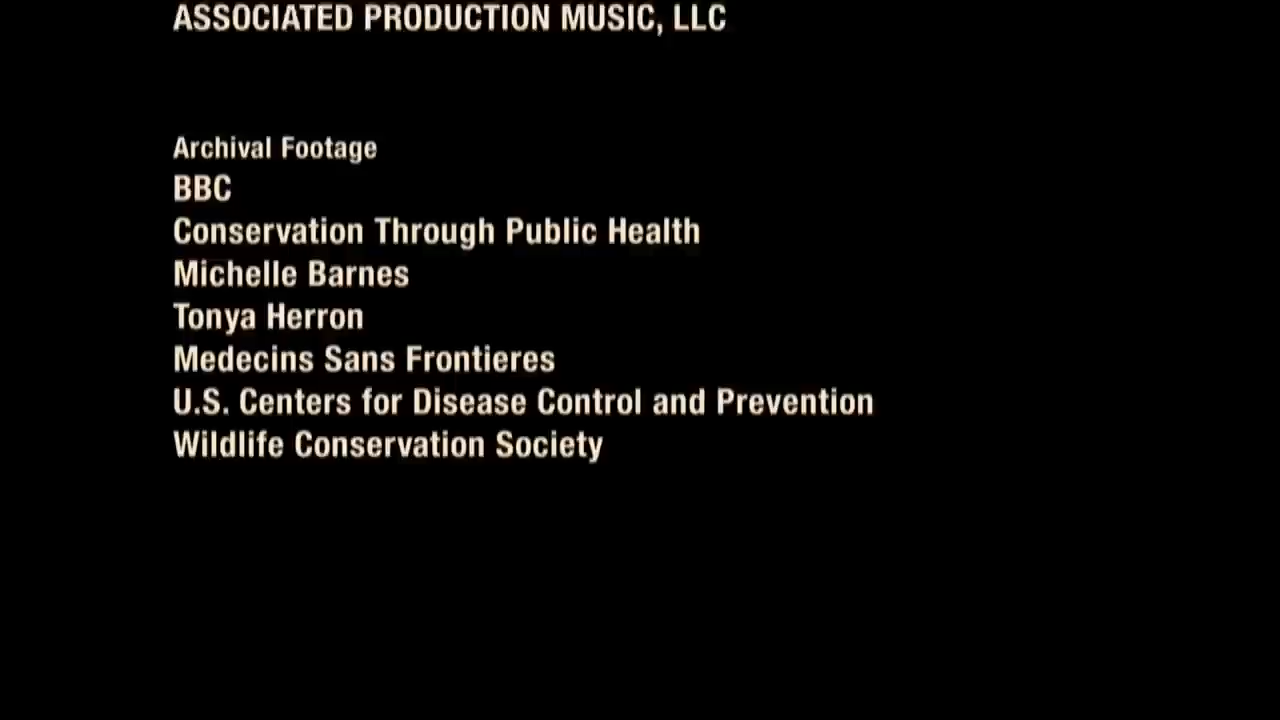 ASSOCIATED PRODUCTION MUSIC, LLC
Archival Footage
BBC
Conservation Through Public Health
Michelle Barnes
Tonya Herron
Medecins Sans Frontieres
U.S. Centers for Disease Control and Prevention
Wildlife Conservation Society